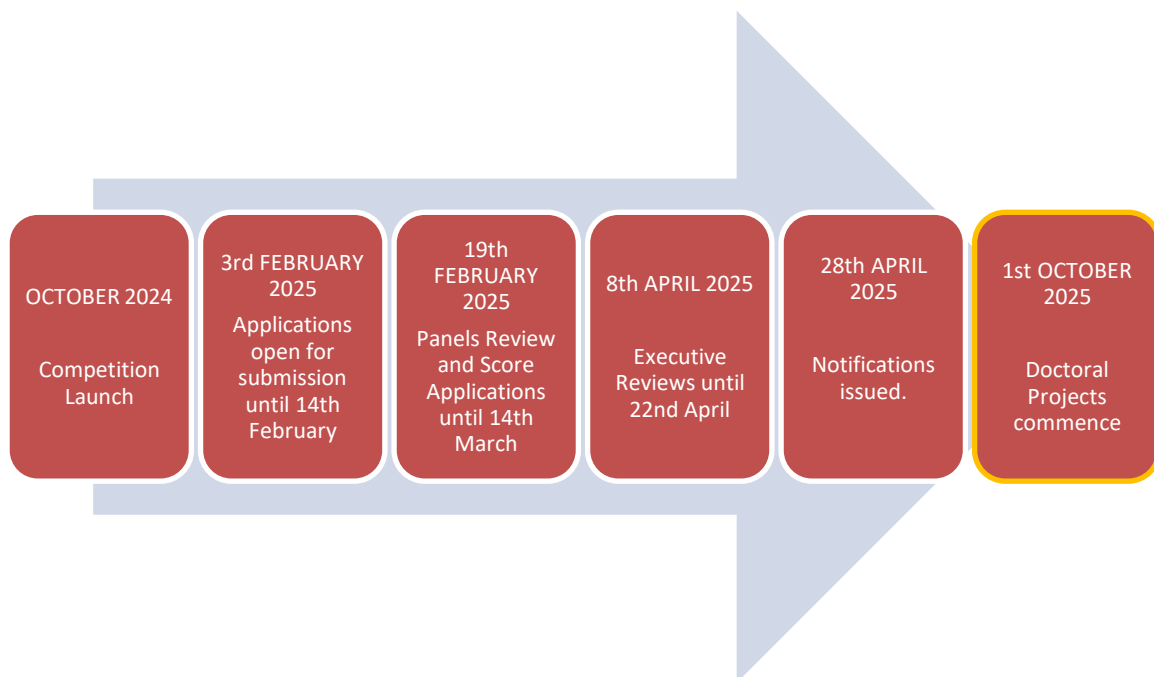 OCTOBER 2024
Competition
Launch
3rd FEBRUARY
2025
Applications
open for
submission
until 14th
February
19th
FEBRUARY
2025
Panels Review
and Score
Applications
until 14th
March
8th APRIL 2025
Executive
Reviews until
22nd April
28th APRIL
2025
Notifications
issued.
1st OCTOBER
2025
Doctoral
Projects
commence